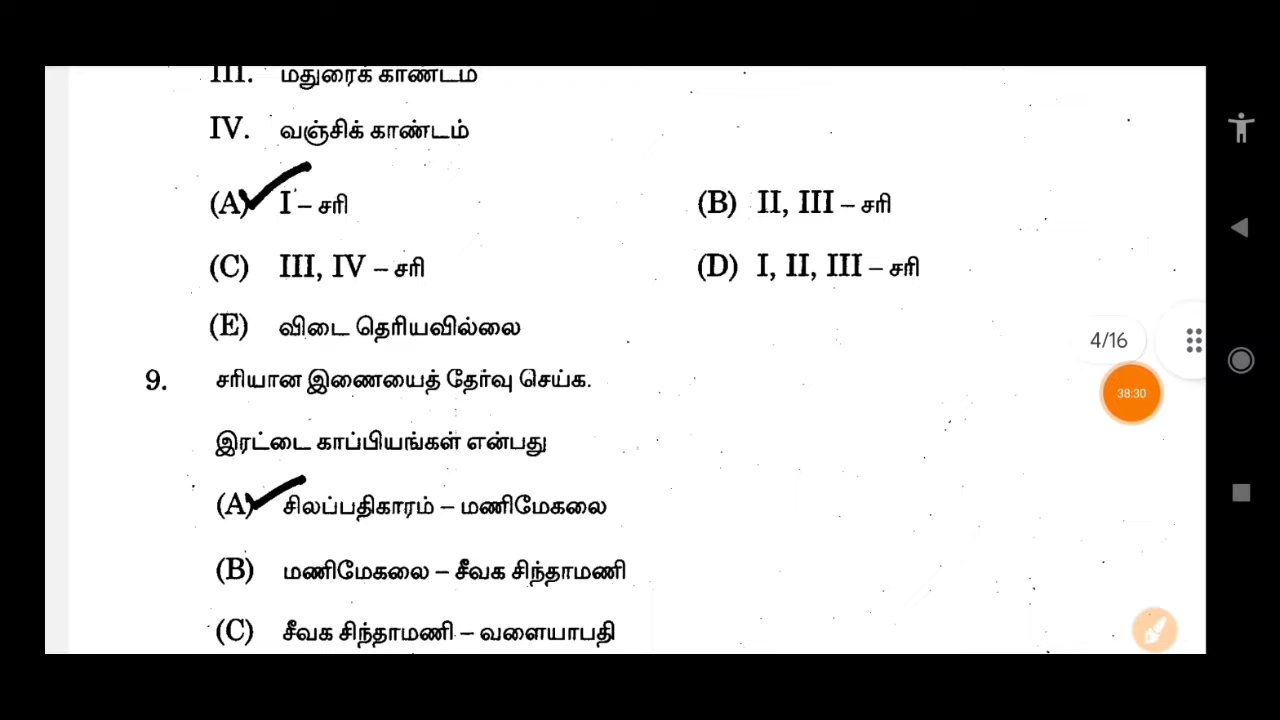 III. மதுரைக் காண்டம்
IV. வஞ்சிக் காண்டம்
(A) I – சரி
(B) II, III – சரி
(C) III, IV – சரி
(D) I, II, III – சரி
(E) விடை தெரியவில்லை
4/16
38:30
9. சரியான இணையைத் தேர்வு செய்க.
இரட்டை காப்பியங்கள் என்பது
(A) சிலப்பதிகாரம் – மணிமேகலை
(B) மணிமேகலை – சீவக சிந்தாமணி
(C) சீவக சிந்தாமணி – வளையாபதி